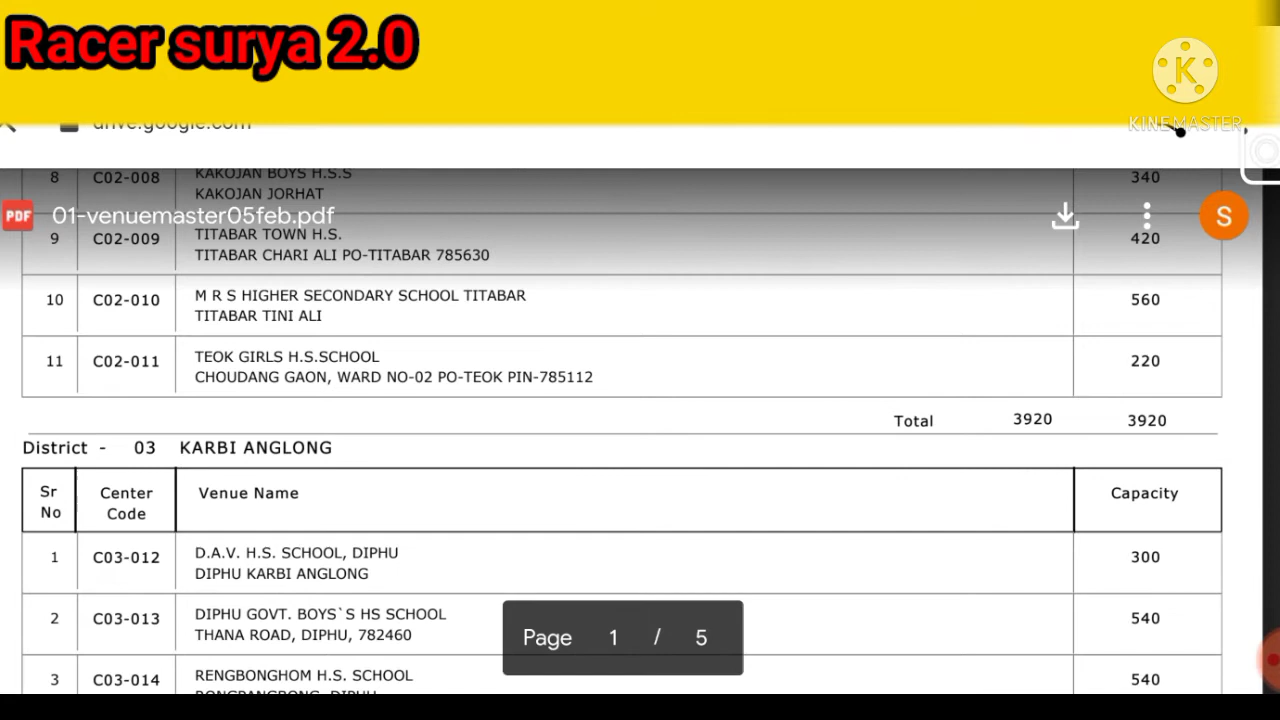 Racer surya 2.0
K
KINEMASTER
drive.google.com
8 C02-008 KAKOJAN BOYS H.S.S 340
KAKOJAN JORHAT
PDF 01-venuemaster05feb.pdf S
9 C02-009 TITABAR TOWN H.S. 420
TITABAR CHARI ALI PO-TITABAR 785630
10 C02-010 M R S HIGHER SECONDARY SCHOOL TITABAR 560
TITABAR TINI ALI
11 C02-011 TEOK GIRLS H.S.SCHOOL 220
CHOUDANG GAON, WARD NO-02 PO-TEOK PIN-785112
Total 3920 3920
District - 03 KARBI ANGLONG
Sr No Center Code Venue Name Capacity
1 C03-012 D.A.V. H.S. SCHOOL, DIPHU 300
DIPHU KARBI ANGLONG
2 C03-013 DIPHU GOVT. BOYS`S HS SCHOOL 540
THANA ROAD, DIPHU, 782460
Page 1 / 5
3 C03-014 RENGBONGHOM H.S. SCHOOL 540
RONGPANGBONG, DIPHU